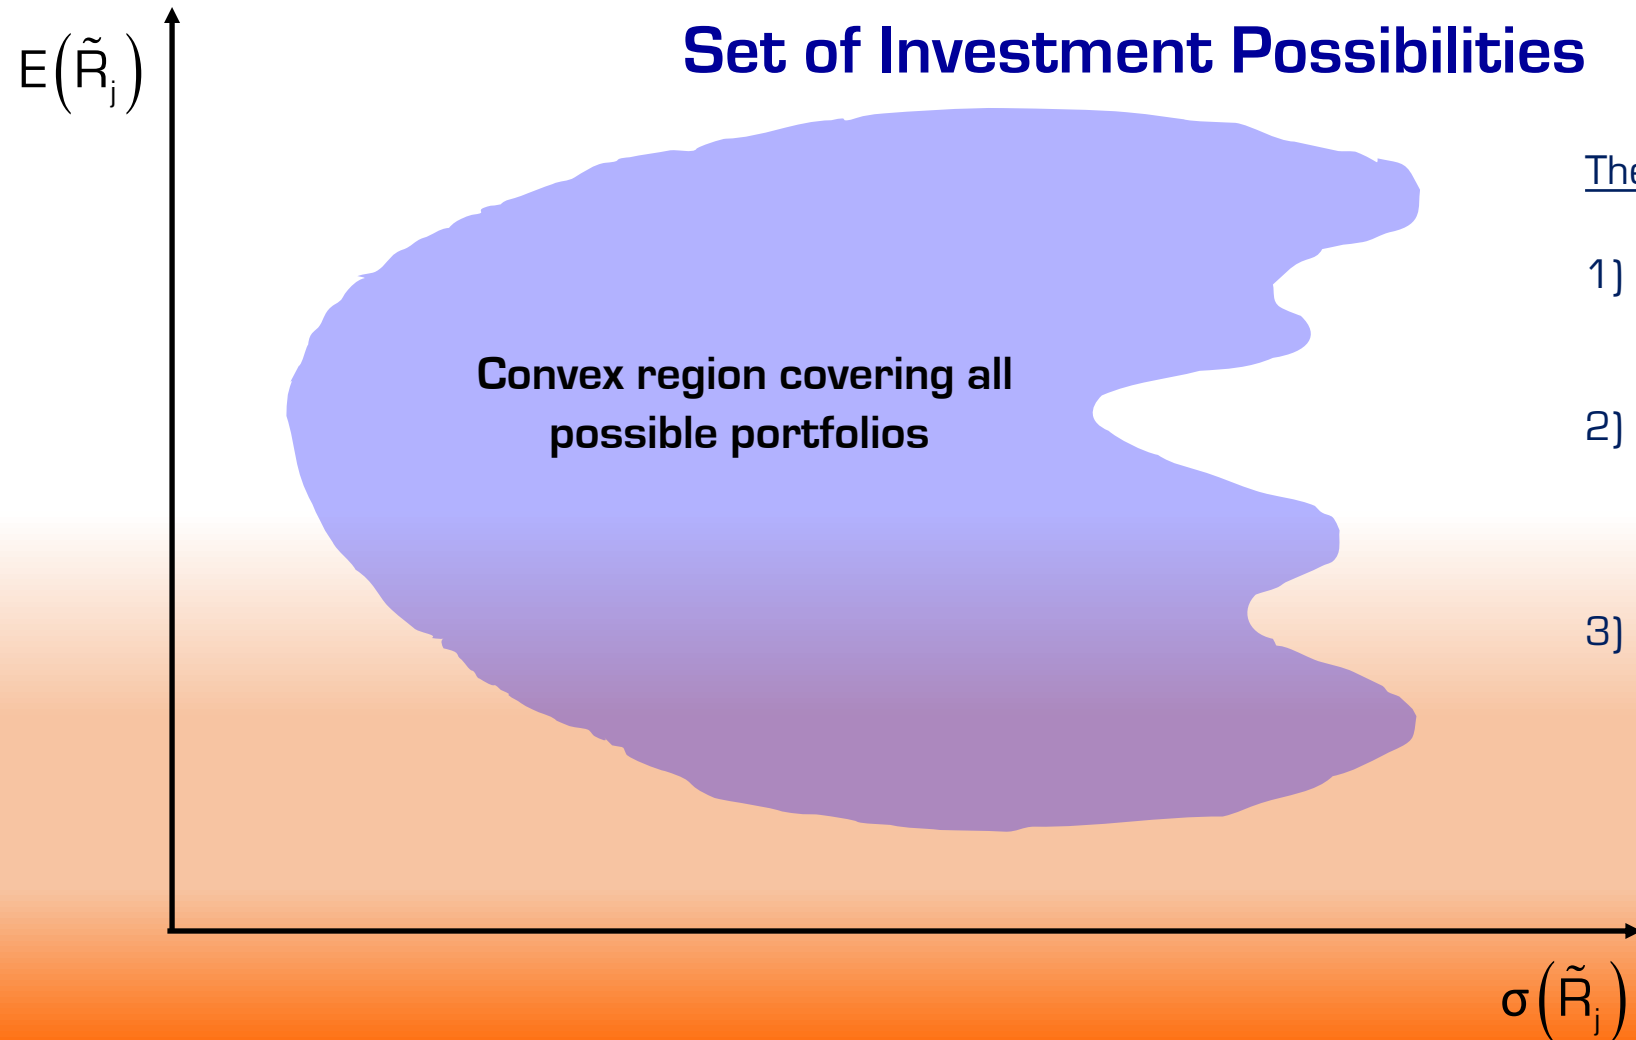 Set of Investment Possibilities
E(R̃ⱼ)
The
1)
Convex region covering all
possible portfolios
2)
3)
σ(R̃ⱼ)